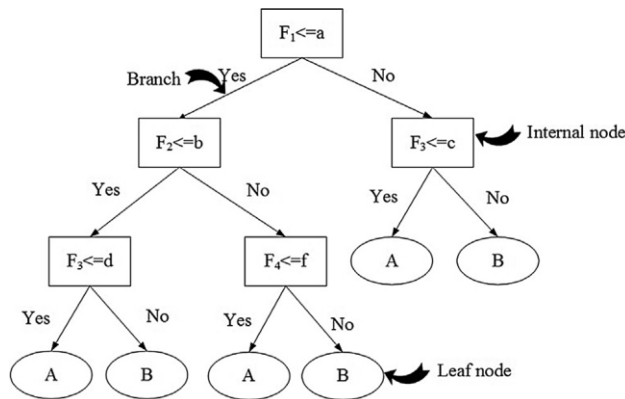 F₁<=a
Branch Yes No
F₂<=b F₃<=c Internal node
Yes No Yes No
A B
F₃<=d F₄<=f
Yes No Yes No
A B A B Leaf node